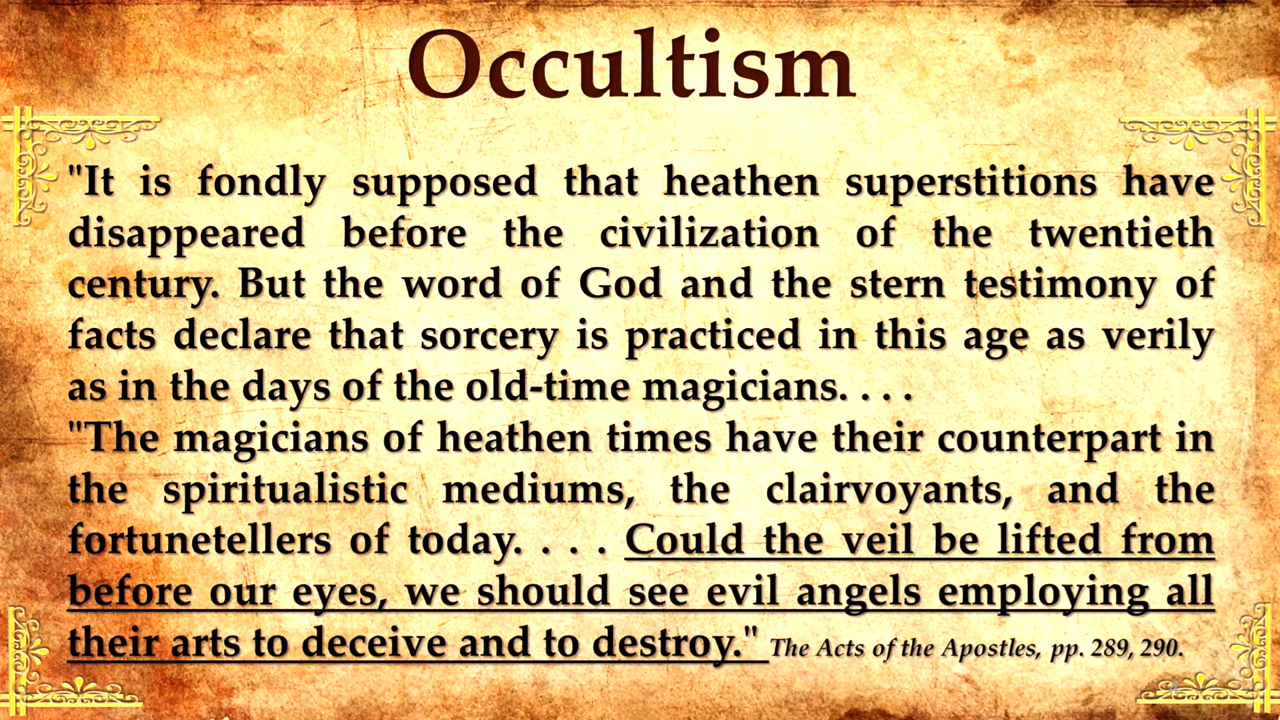 Occultism
"It is fondly supposed that heathen superstitions have
disappeared before the civilization of the twentieth
century. But the word of God and the stern testimony of
facts declare that sorcery is practiced in this age as verily
as in the days of the old-time magicians. . . .
"The magicians of heathen times have their counterpart in
the spiritualistic mediums, the clairvoyants, and the
fortunetellers of today. . . . Could the veil be lifted from
before our eyes, we should see evil angels employing all
their arts to deceive and to destroy." The Acts of the Apostles, pp. 289, 290.